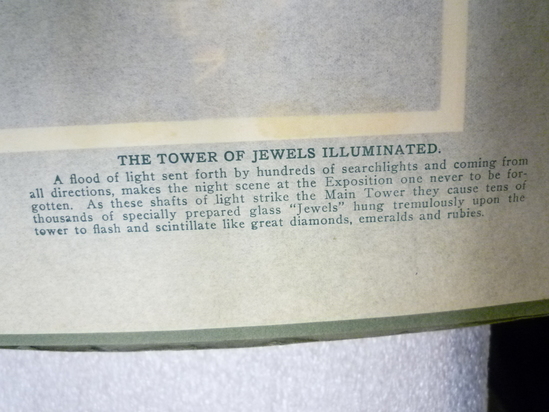 THE TOWER OF JEWELS ILLUMINATED.
A flood of light sent forth by hundreds of searchlights and coming from
all directions, makes the night scene at the Exposition one never to be for-
gotten. As these shafts of light strike the Main Tower they cause tens of
thousands of specially prepared glass "Jewels" hung tremulously upon the
tower to flash and scintillate like great diamonds, emeralds and rubies.